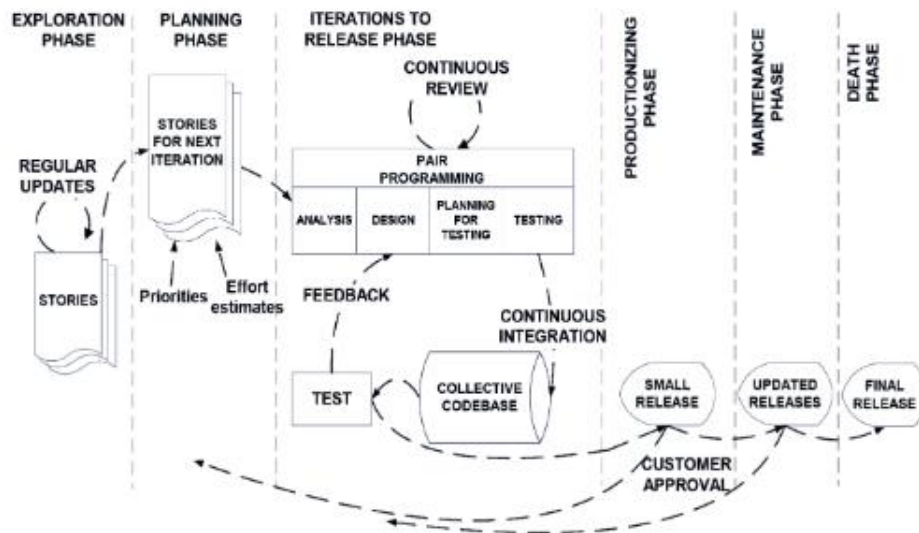 EXPLORATION
PHASE
PLANNING
PHASE
ITERATIONS TO
RELEASE PHASE
PRODUCTIONIZING
PHASE
MAINTENANCE
PHASE
DEATH
PHASE
CONTINUOUS
REVIEW
STORIES
FOR NEXT
ITERATION
REGULAR
UPDATES
PAIR
PROGRAMMING
ANALYSIS
DESIGN
PLANNING
FOR
TESTING
TESTING
STORIES
Priorities
Effort
estimates
FEEDBACK
CONTINUOUS
INTEGRATION
TEST
COLLECTIVE
CODEBASE
SMALL
RELEASE
UPDATED
RELEASES
FINAL
RELEASE
CUSTOMER
APPROVAL